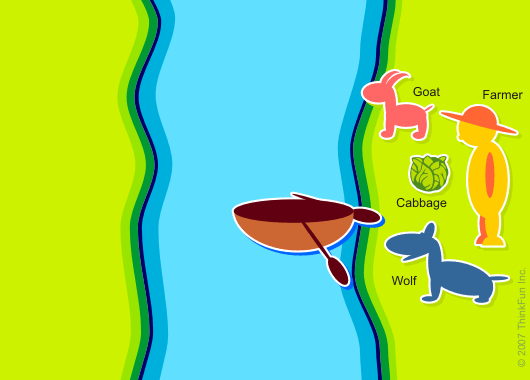 Goat
Farmer
Cabbage
Wolf
© 2007 ThinkFun Inc.